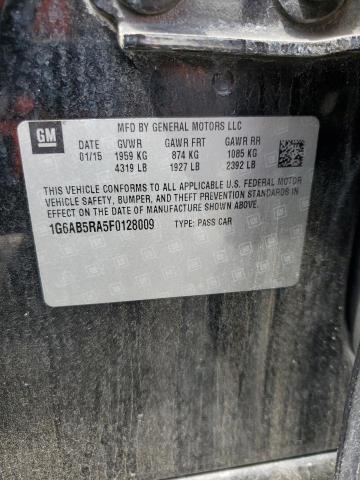 GM
MFD BY GENERAL MOTORS LLC
DATE GVWR GAWR FRT GAWR RR
01/15 1959 KG 874 KG 1085 KG
4319 LB 1927 LB 2392 LB
THIS VEHICLE CONFORMS TO ALL APPLICABLE U.S. FEDERAL MOTOR
VEHICLE SAFETY, BUMPER, AND THEFT PREVENTION STANDARDS
IN EFFECT ON THE DATE OF MANUFACTURE SHOWN ABOVE.
1G6AB5RA5F0128009 TYPE: PASS CAR